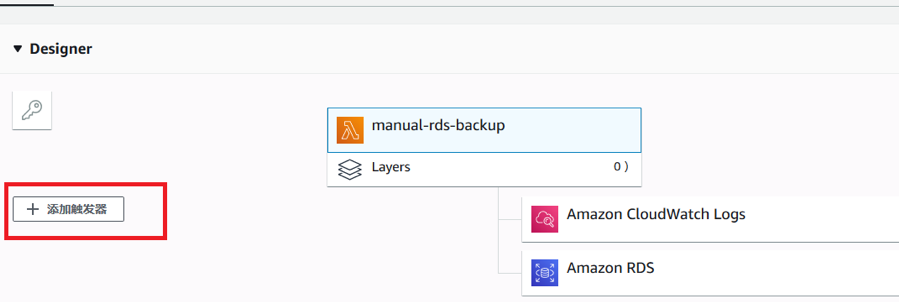 Designer
manual-rds-backup
Layers
0 )
添加触发器
Amazon CloudWatch Logs
Amazon RDS